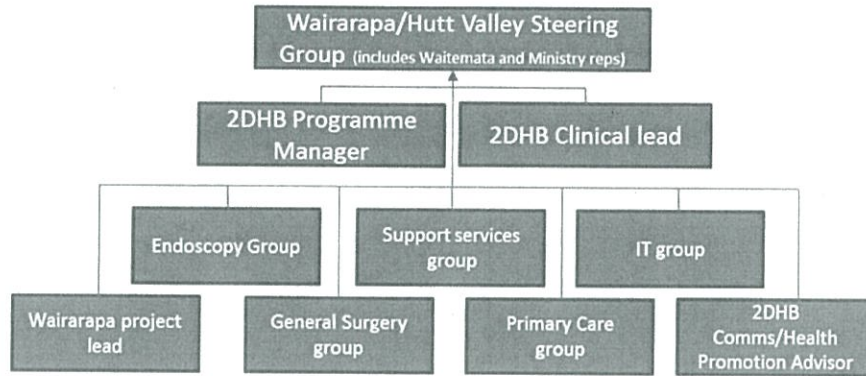 Wairarapa/Hutt Valley Steering
Group (includes Waitemata and Ministry reps)
2DHB Programme
Manager
2DHB Clinical lead
Endoscopy Group
Support services
group
IT group
Wairarapa project
lead
General Surgery
group
Primary Care
group
2DHB
Comms/Health
Promotion Advisor